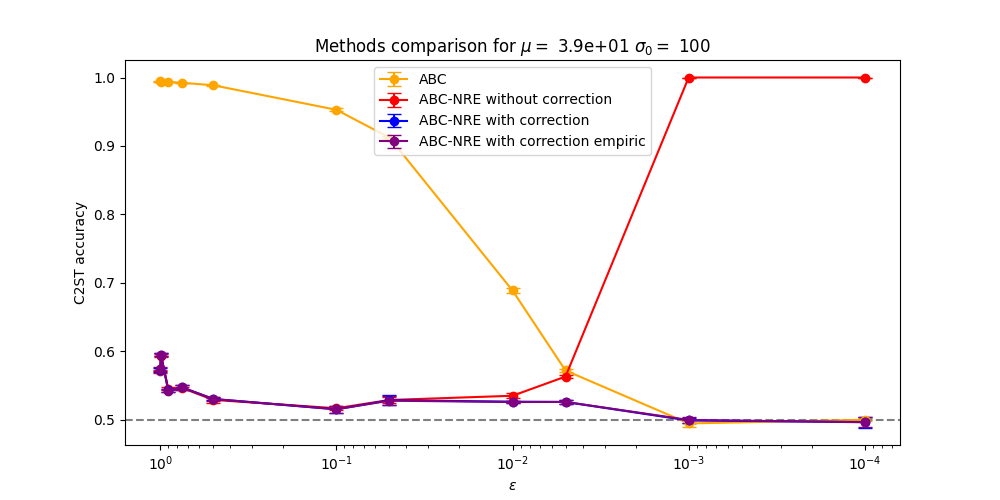 Methods comparison for μ = 3.9e+01 σ₀ = 100
ABC
ABC-NRE without correction
ABC-NRE with correction
ABC-NRE with correction empiric
C2ST accuracy
1.0
0.9
0.8
0.7
0.6
0.5
10⁰ 10⁻¹ 10⁻² 10⁻³ 10⁻⁴
ε